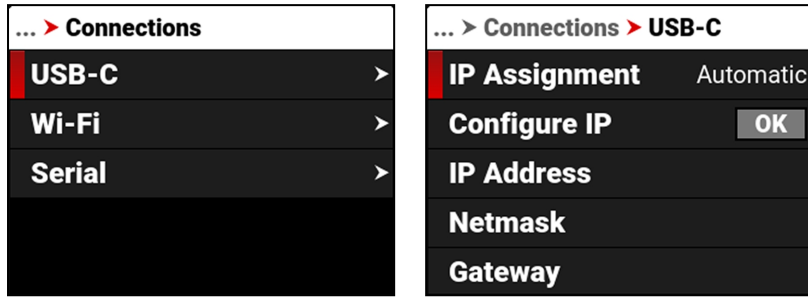 ... > Connections
USB-C >
Wi-Fi >
Serial >
... > Connections > USB-C
IP Assignment Automatic
Configure IP OK
IP Address
Netmask
Gateway